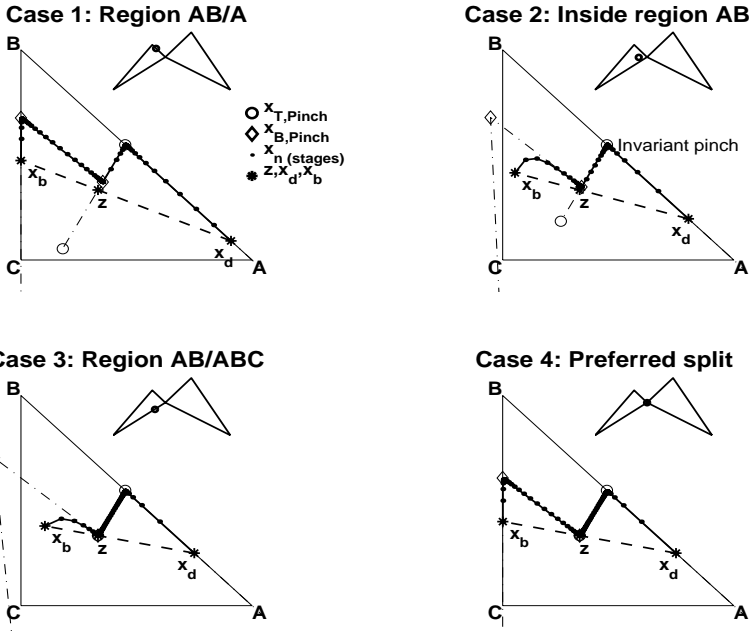 Case 1: Region AB/A
B
x_T,Pinch
x_B,Pinch
x_n (stages)
z,x_d,x_b
x_b
z
x_d
C
A
Case 2: Inside region AB
B
Invariant pinch
x_b
z
x_d
C
A
Case 3: Region AB/ABC
B
x_b
z
x_d
C
A
Case 4: Preferred split
B
x_b
z
x_d
C
A